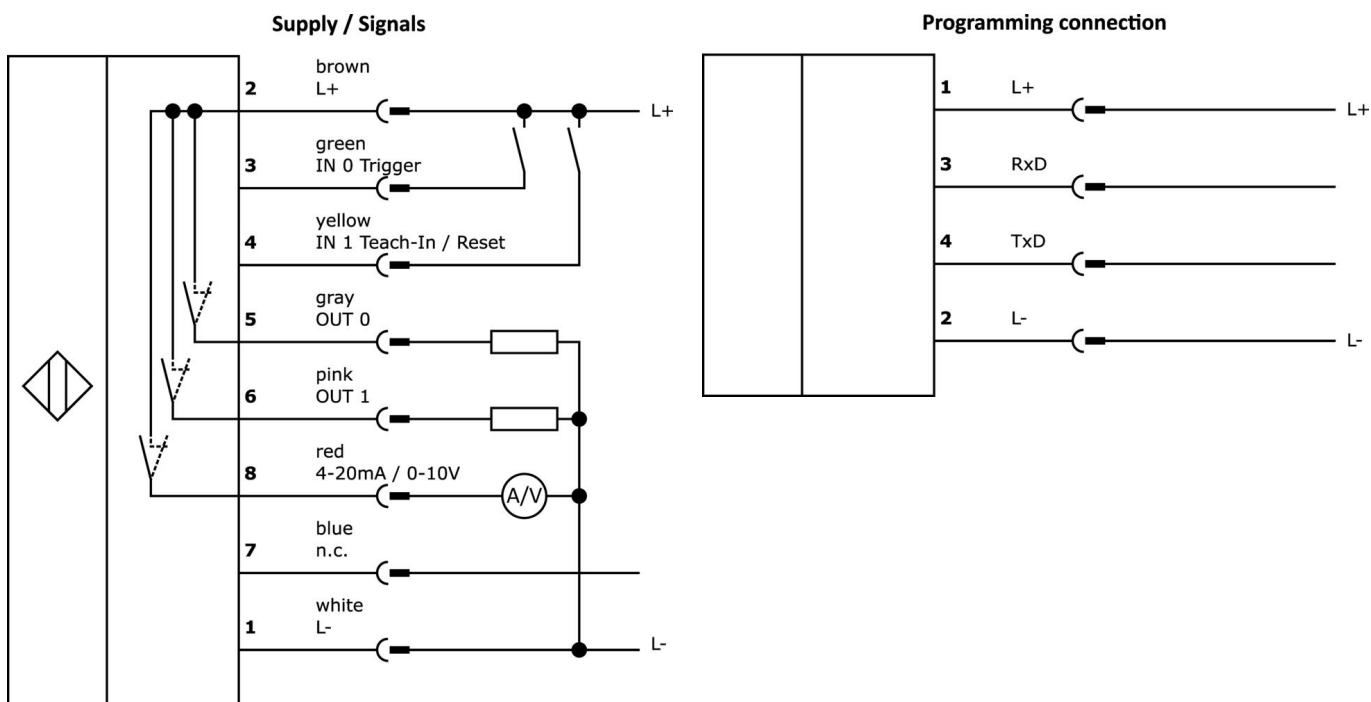 Supply / Signals
brown
2 L+
L+
green
3 IN 0 Trigger
yellow
4 IN 1 Teach-In / Reset
gray
5 OUT 0
pink
6 OUT 1
red
8 4-20mA / 0-10V
A/V
blue
7 n.c.
white
1 L-
L-
Programming connection
1 L+
L+
3 RxD
4 TxD
2 L-
L-